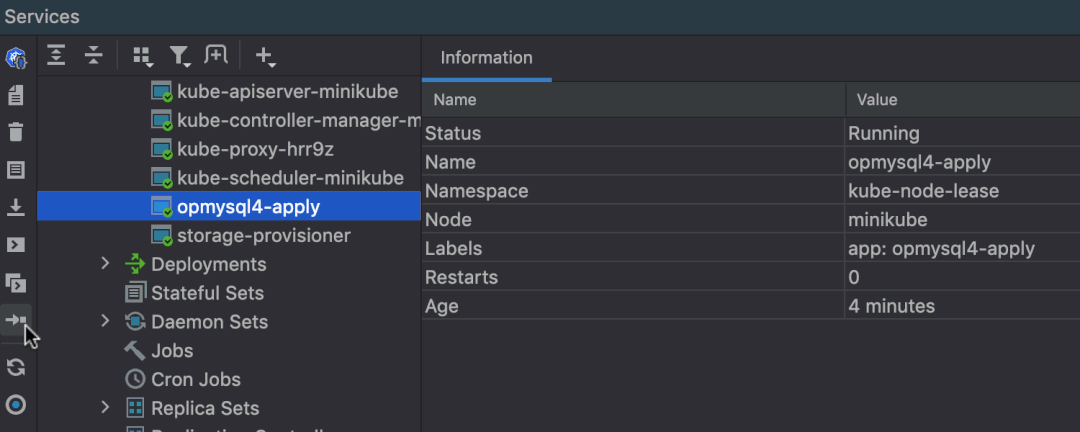 Services
Information
Name Value
kube-apiserver-minikube
kube-controller-manager-m
kube-proxy-hrr9z
kube-scheduler-minikube
opmysql4-apply
storage-provisioner
Deployments
Stateful Sets
Daemon Sets
Jobs
Cron Jobs
Replica Sets
Status Running
Name opmysql4-apply
Namespace kube-node-lease
Node minikube
Labels app: opmysql4-apply
Restarts 0
Age 4 minutes